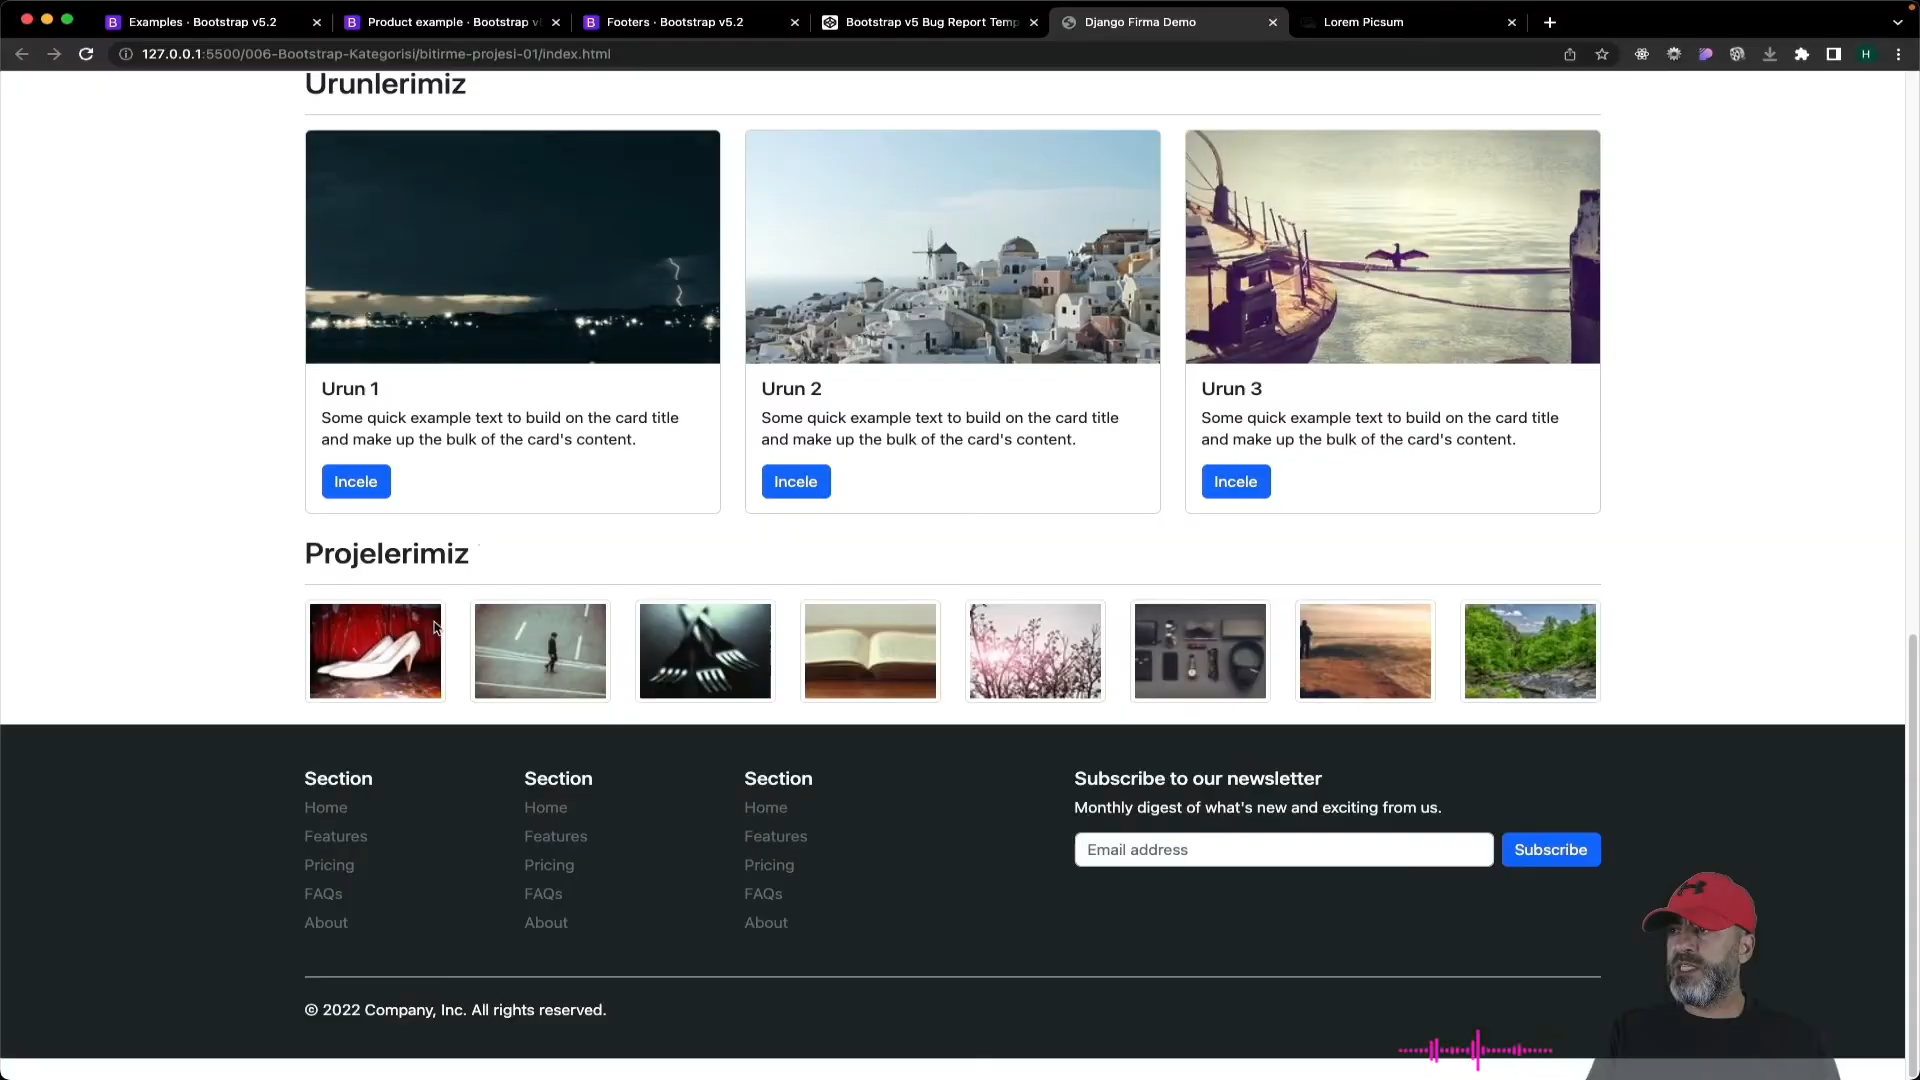 Examples · Bootstrap v5.2
Product example · Bootstrap v
Footers · Bootstrap v5.2
Bootstrap v5 Bug Report Temp
Django Firma Demo
Lorem Picsum
127.0.0.1:5500/006-Bootstrap-Kategorisi/bitirme-projesi-01/index.html
H
Urunlerimiz
Urun 1
Some quick example text to build on the card title
and make up the bulk of the card's content.
Incele
Urun 2
Some quick example text to build on the card title
and make up the bulk of the card's content.
Incele
Urun 3
Some quick example text to build on the card title
and make up the bulk of the card's content.
Incele
Projelerimiz
Section
Home
Features
Pricing
FAQs
About
Section
Home
Features
Pricing
FAQs
About
Section
Home
Features
Pricing
FAQs
About
Subscribe to our newsletter
Monthly digest of what's new and exciting from us.
Email address
Subscribe
© 2022 Company, Inc. All rights reserved.